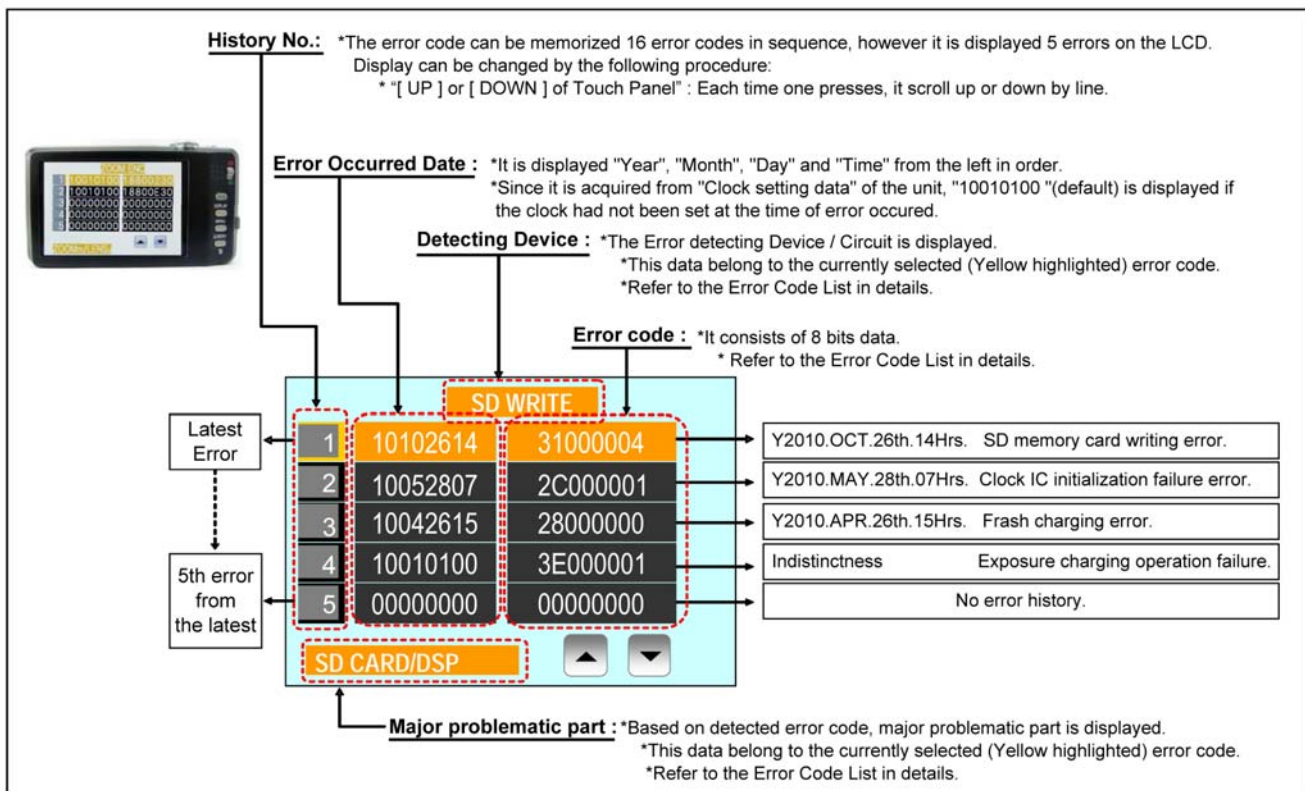 History No.: *The error code can be memorized 16 error codes in sequence, however it is displayed 5 errors on the LCD.
Display can be changed by the following procedure:
* "[ UP ] or [ DOWN ] of Touch Panel" : Each time one presses, it scroll up or down by line.
Error Occurred Date : *It is displayed "Year", "Month", "Day" and "Time" from the left in order.
*Since it is acquired from "Clock setting data" of the unit, "10010100 "(default) is displayed if
the clock had not been set at the time of error occured.
Detecting Device : *The Error detecting Device / Circuit is displayed.
*This data belong to the currently selected (Yellow highlighted) error code.
*Refer to the Error Code List in details.
Error code : *It consists of 8 bits data.
* Refer to the Error Code List in details.
SD WRITE
Latest
Error
1 10102614 31000004 Y2010.OCT.26th.14Hrs. SD memory card writing error.
2 10052807 2C000001 Y2010.MAY.28th.07Hrs. Clock IC initialization failure error.
3 10042615 28000000 Y2010.APR.26th.15Hrs. Frash charging error.
4 10010100 3E000001 Indistinctness Exposure charging operation failure.
5 00000000 00000000 No error history.
5th error
from
the latest
SD CARD/DSP
Major problematic part : *Based on detected error code, major problematic part is displayed.
*This data belong to the currently selected (Yellow highlighted) error code.
*Refer to the Error Code List in details.